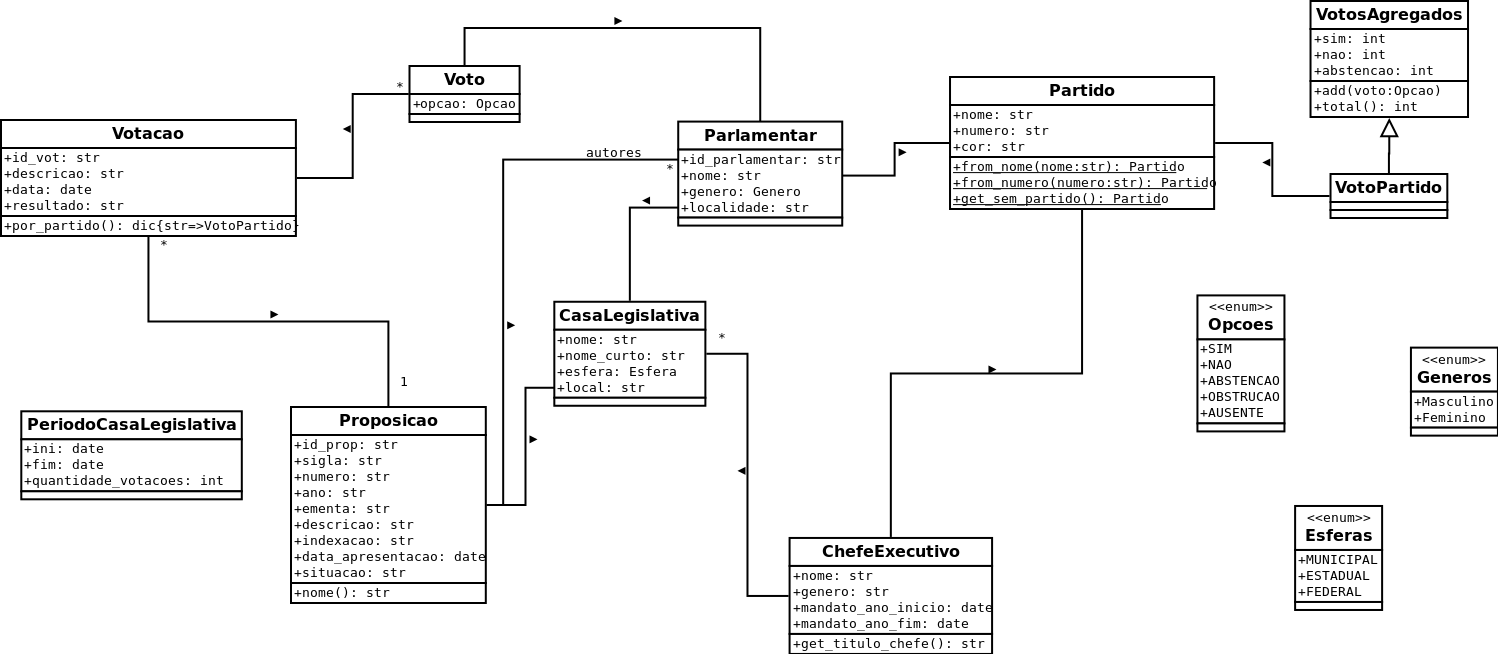 VotosAgregados
+sim: int
+nao: int
+abstencao: int
+add(voto:Opcao)
+total(): int
Voto
+opcao: Opcao
*
Partido
+nome: str
+numero: str
+cor: str
+from_nome(nome:str): Partido
+from_numero(numero:str): Partido
+get_sem_partido(): Partido
Votacao
+id_vot: str
+descricao: str
+data: date
+resultado: str
+por_partido(): dic{str=>VotoPartido}
*
Parlamentar
+id_parlamentar: str
+nome: str
+genero: Genero
+localidade: str
autores
*
VotoPartido
CasaLegislativa
+nome: str
+nome_curto: str
+esfera: Esfera
+local: str
*
<<enum>>
Opcoes
+SIM
+NAO
+ABSTENCAO
+OBSTRUCAO
+AUSENTE
<<enum>>
Generos
+Masculino
+Feminino
1
PeriodoCasaLegislativa
+ini: date
+fim: date
+quantidade_votacoes: int
Proposicao
+id_prop: str
+sigla: str
+numero: str
+ano: str
+ementa: str
+descricao: str
+indexacao: str
+data_apresentacao: date
+situacao: str
+nome(): str
ChefeExecutivo
+nome: str
+genero: str
+mandato_ano_inicio: date
+mandato_ano_fim: date
+get_titulo_chefe(): str
<<enum>>
Esferas
+MUNICIPAL
+ESTADUAL
+FEDERAL